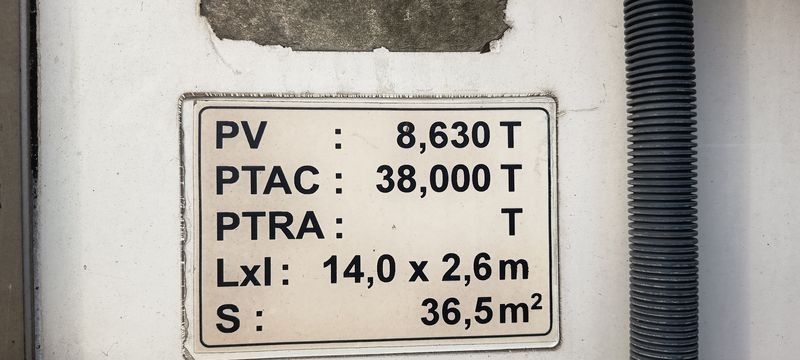 PV : 8,630 T
PTAC : 38,000 T
PTRA : T
Lxl : 14,0 x 2,6 m
S : 36,5 m²